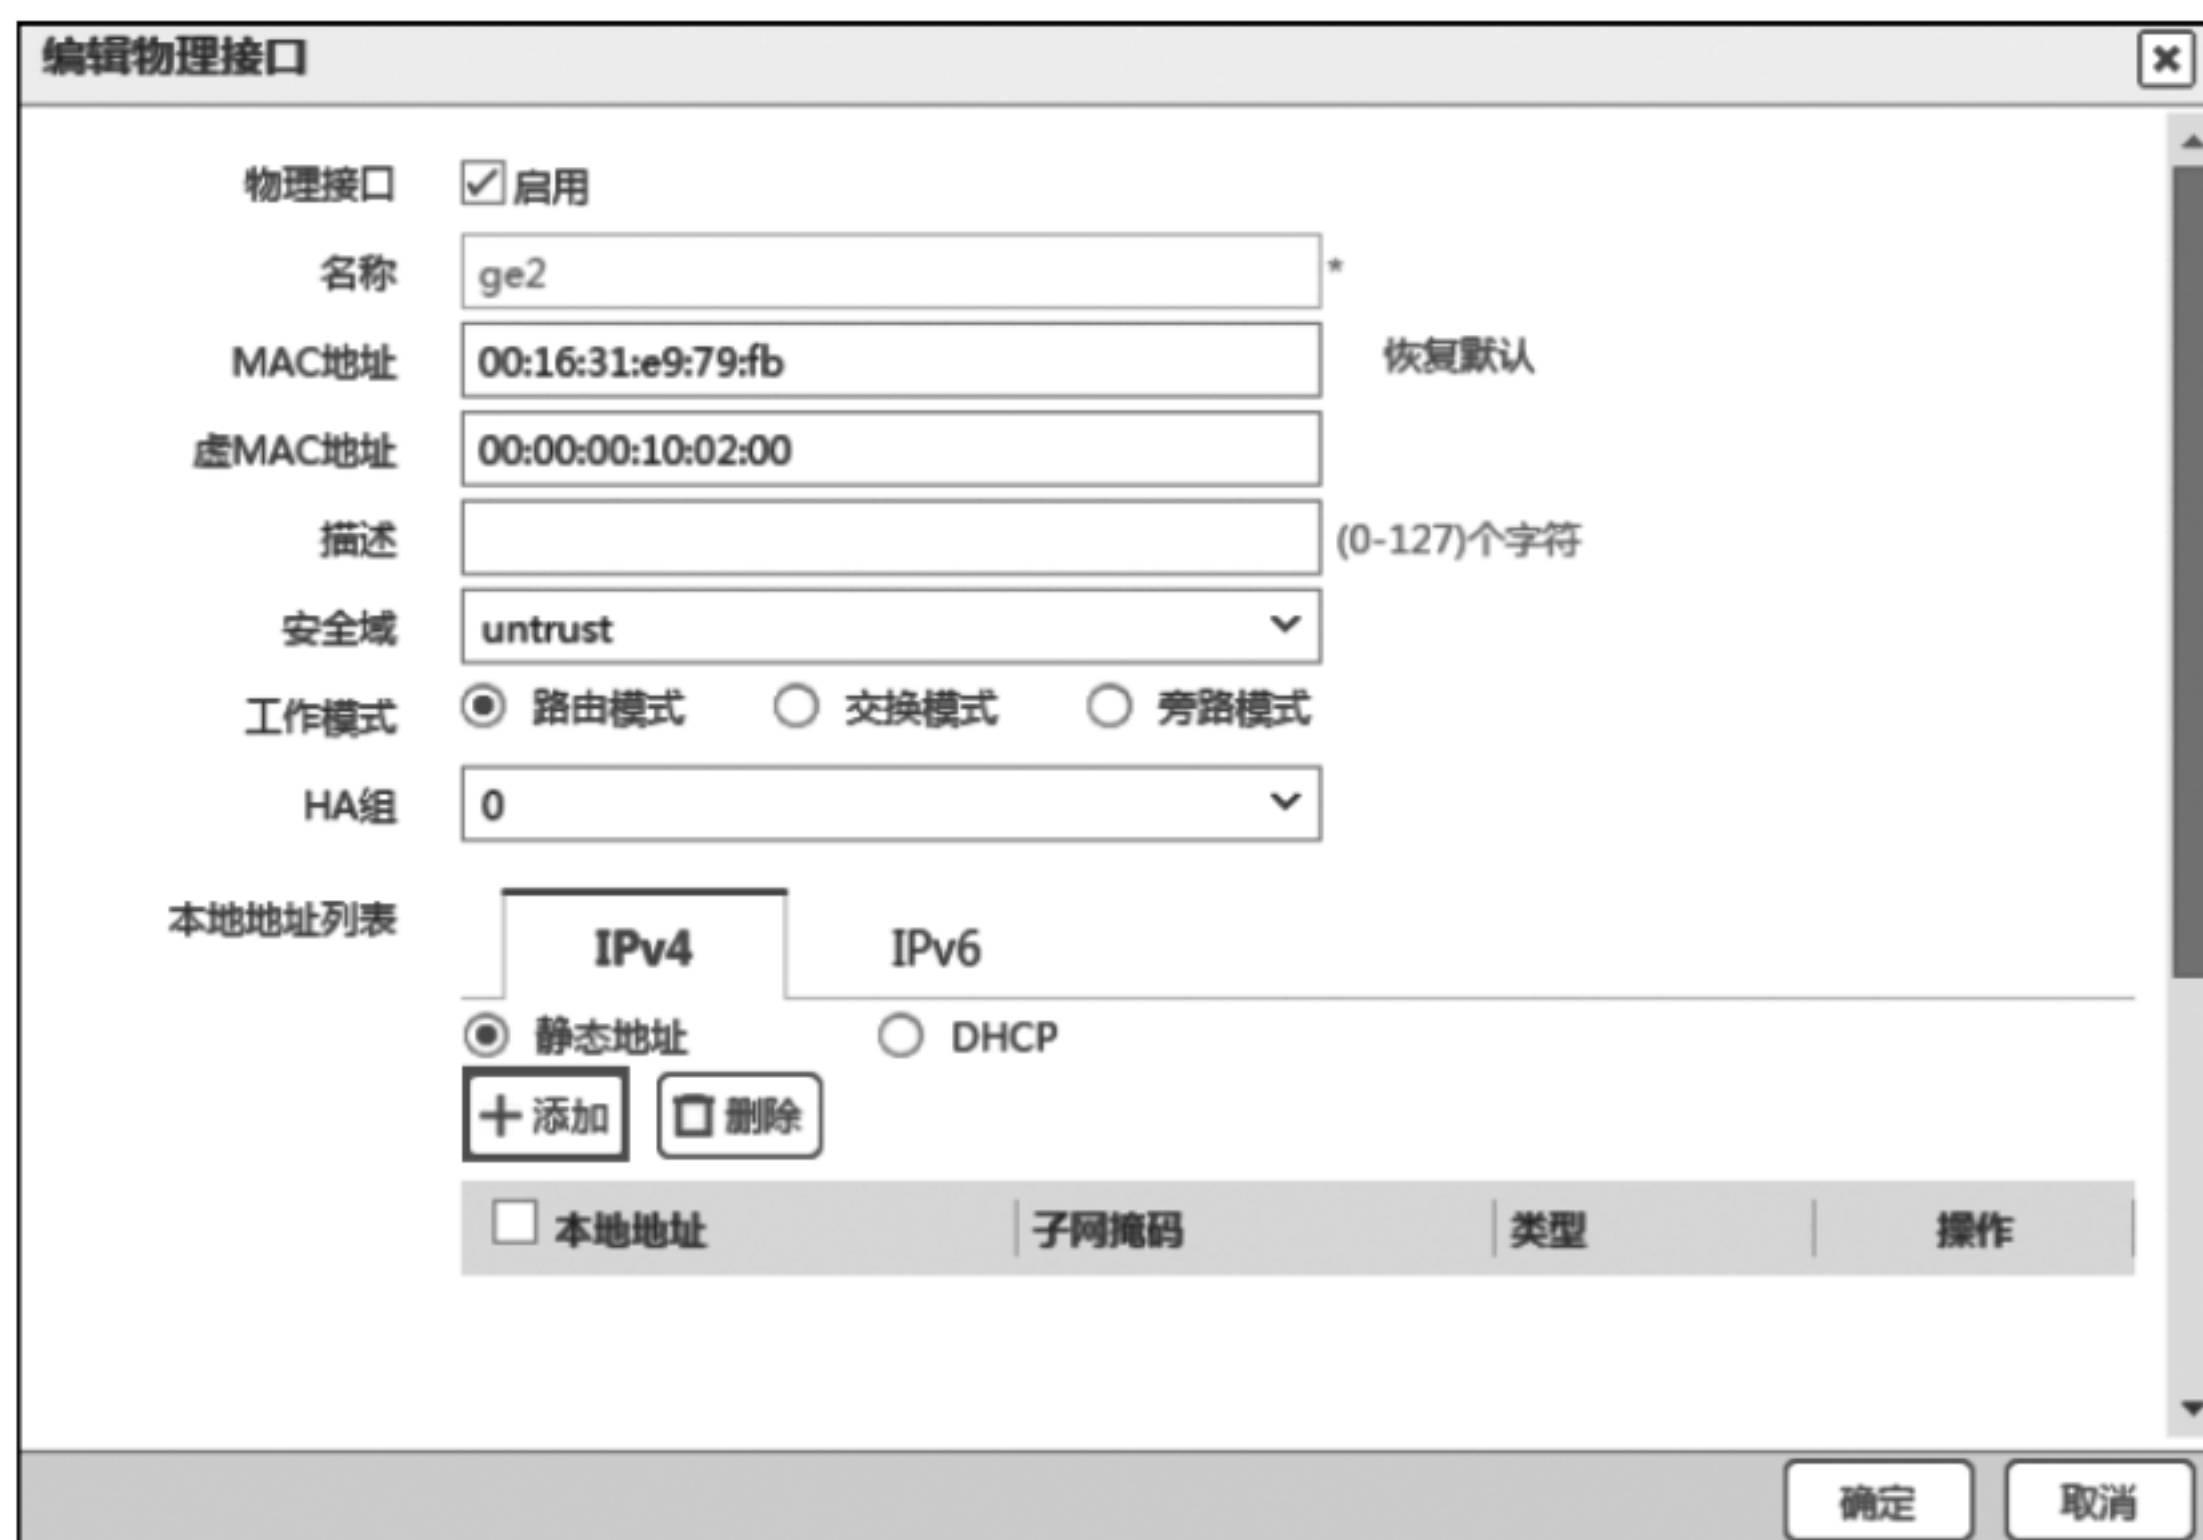 编辑物理接口
物理接口 启用
名称 ge2 *
MAC地址 00:16:31:e9:79:fb 恢复默认
虚MAC地址 00:00:00:10:02:00
描述 (0-127)个字符
安全域 untrust
工作模式 路由模式 交换模式 旁路模式
HA组 0
本地地址列表 IPv4 IPv6
静态地址 DHCP
添加 删除
本地地址 子网掩码 类型 操作
确定 取消